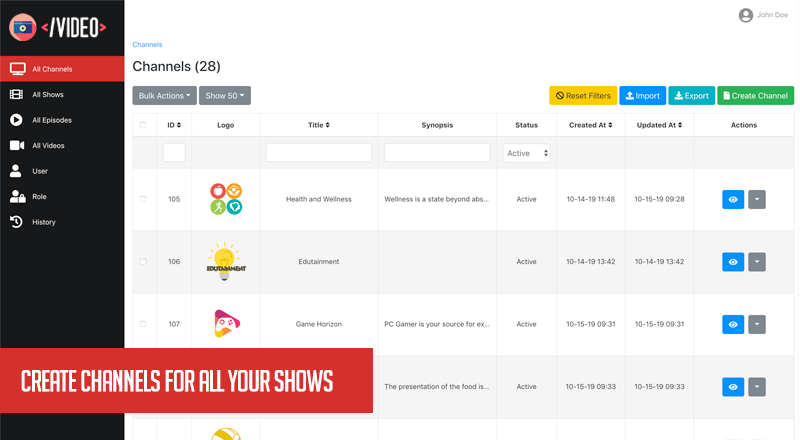 </VIDEO>
John Doe
All Channels
All Shows
All Episodes
All Videos
User
Role
History
Channels
Channels (28)
Bulk Actions
Show 50
Reset Filters
Import
Export
Create Channel
ID Logo Title Synopsis Status Created At Updated At Actions
Active
105 Health and Wellness Wellness is a state beyond abs... Active 10-14-19 11:48 10-15-19 09:28
106 EDUTAINMENT Edutainment Active 10-14-19 13:42 10-14-19 13:42
107 Game Horizon PC Gamer is your source for ex... Active 10-15-19 09:31 10-15-19 09:31
The presentation of the food is... Active 10-15-19 09:33 10-15-19 09:33
CREATE CHANNELS FOR ALL YOUR SHOWS